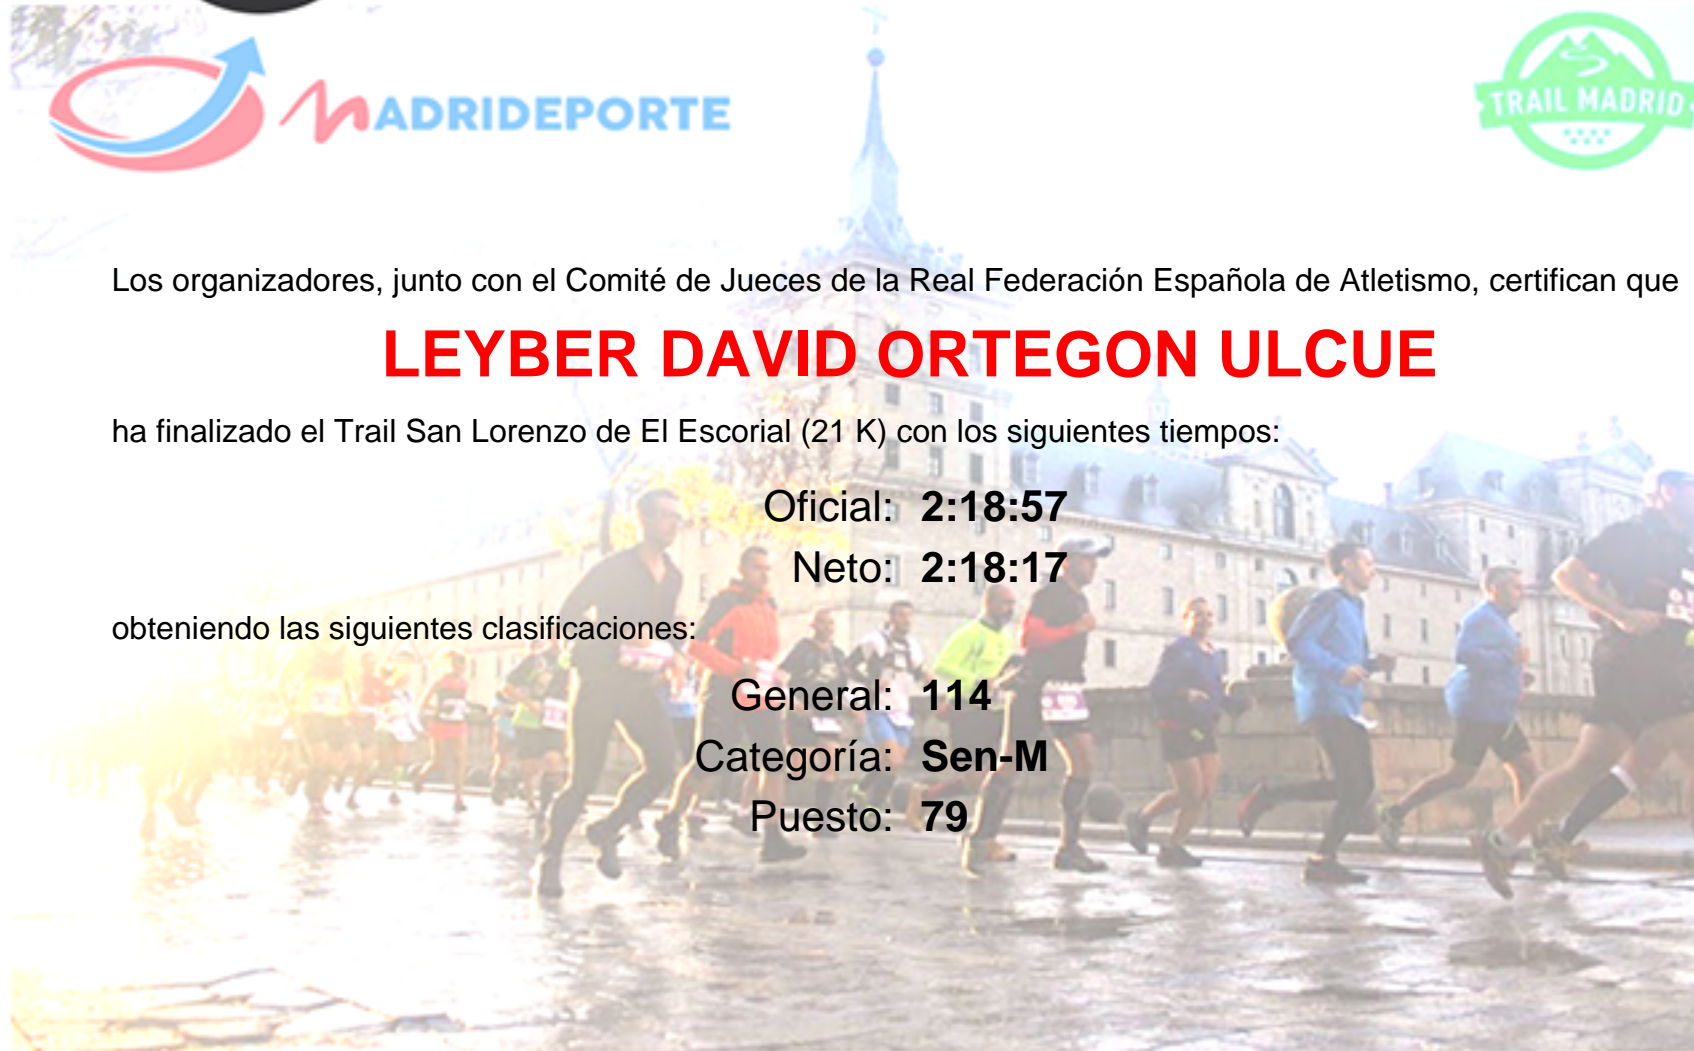 MADRIDEPORTE
TRAIL MADRID
Los organizadores, junto con el Comité de Jueces de la Real Federación Española de Atletismo, certifican que
LEYBER DAVID ORTEGON ULCUE
ha finalizado el Trail San Lorenzo de El Escorial (21 K) con los siguientes tiempos:
Oficial: 2:18:57
Neto: 2:18:17
obteniendo las siguientes clasificaciones:
General: 114
Categoría: Sen-M
Puesto: 79